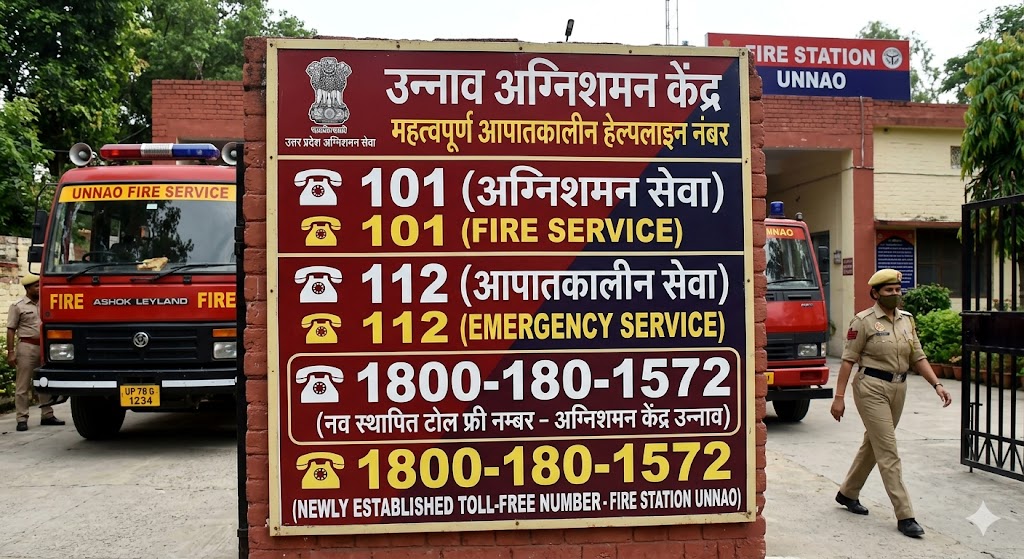 उन्नाव अग्निशमन केंद्र
महत्वपूर्ण आपातकालीन हेल्पलाइन नंबर
उत्तर प्रदेश अग्निशमन सेवा
101 (अग्निशमन सेवा)
101 (FIRE SERVICE)
112 (आपातकालीन सेवा)
112 (EMERGENCY SERVICE)
1800-180-1572
(नव स्थापित टोल फ्री नम्बर – अग्निशमन केंद्र उन्नाव)
1800-180-1572
(NEWLY ESTABLISHED TOLL-FREE NUMBER - FIRE STATION UNNAO)
FIRE STATION
UNNAO
UNNAO FIRE SERVICE
FIRE ASHOK LEYLAND FIRE
UP 78 G
1234
NNAO